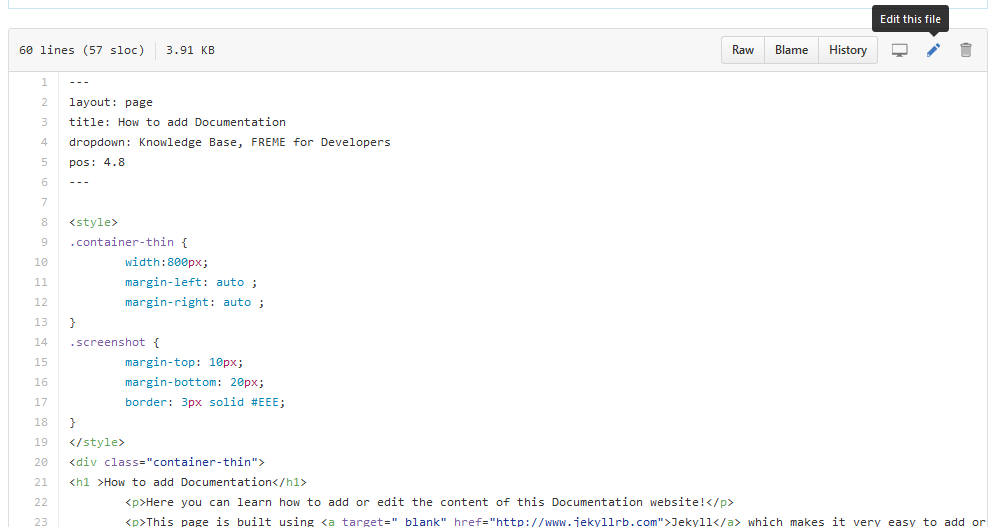 Edit this file
60 lines (57 sloc) 3.91 KB Raw Blame History
1 ---
2 layout: page
3 title: How to add Documentation
4 dropdown: Knowledge Base, FREME for Developers
5 pos: 4.8
6 ---
7
8 <style>
9 .container-thin {
10 width:800px;
11 margin-left: auto ;
12 margin-right: auto ;
13 }
14 .screenshot {
15 margin-top: 10px;
16 margin-bottom: 20px;
17 border: 3px solid #EEE;
18 }
19 </style>
20 <div class="container-thin">
21 <h1 >How to add Documentation</h1>
22 <p>Here you can learn how to add or edit the content of this Documentation website!</p>
23 <p>This page is built using <a target="_blank" href="http://www.jekyllrb.com">Jekyll</a> which makes it very easy to add or